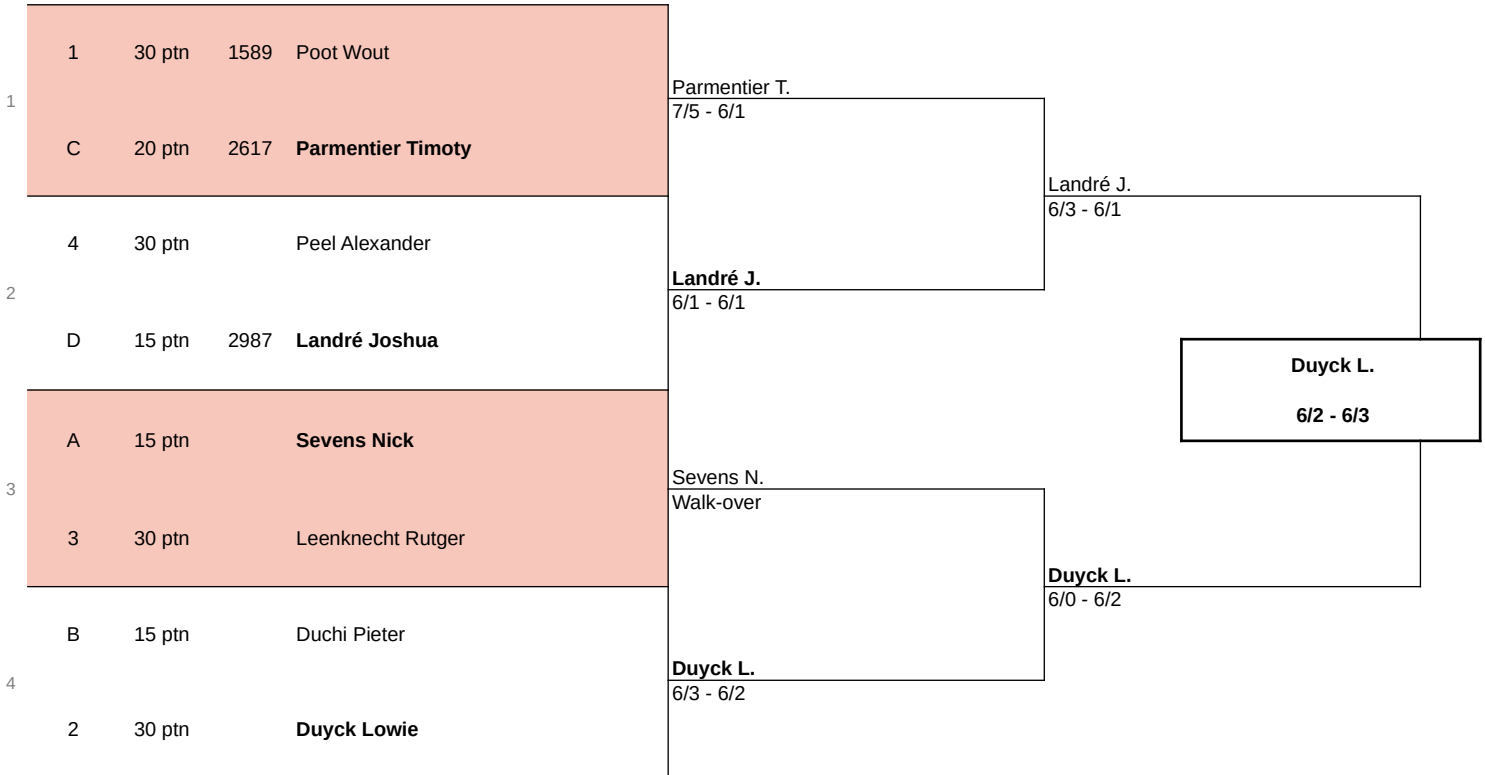 1 30 ptn 1589 Poot Wout
Parmentier T.
1
7/5 - 6/1
C 20 ptn 2617 Parmentier Timoty
Landré J.
6/3 - 6/1
4 30 ptn Peel Alexander
Landré J.
2
6/1 - 6/1
D 15 ptn 2987 Landré Joshua
Duyck L.
6/2 - 6/3
A 15 ptn Sevens Nick
Sevens N.
3
Walk-over
3 30 ptn Leenknecht Rutger
Duyck L.
6/0 - 6/2
B 15 ptn Duchi Pieter
Duyck L.
4
6/3 - 6/2
2 30 ptn Duyck Lowie